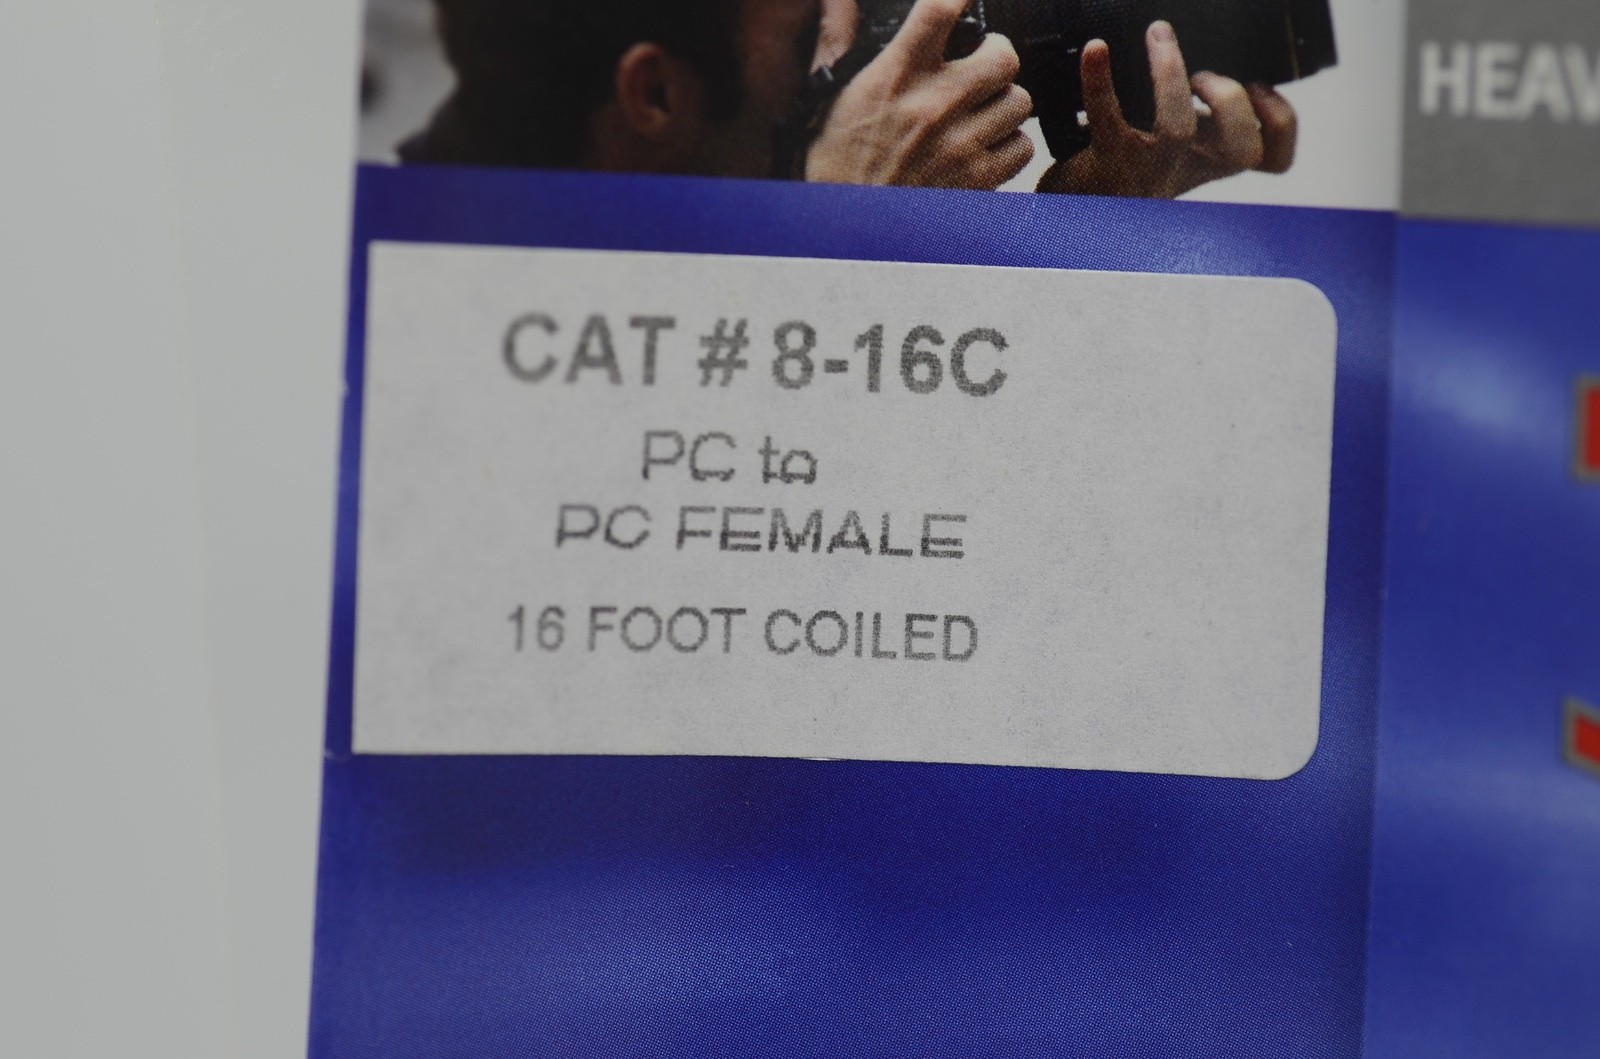 HEAV
CAT # 8-16C
PC to
PC FEMALE
16 FOOT COILED